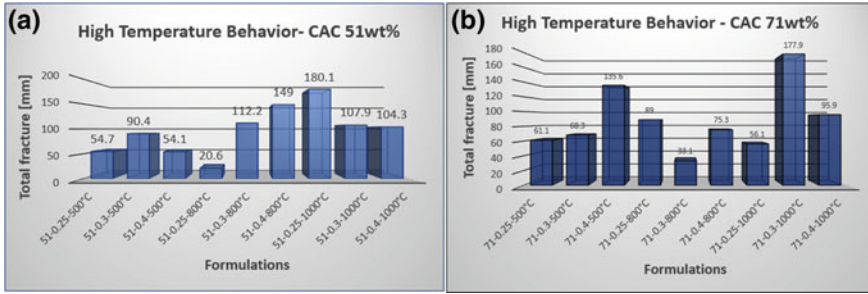 (a)
High Temperature Behavior- CAC 51wt%
Total fracture [mm]
200
150
100
50
0
54.7
90.4
54.1
20.6
112.2
149
180.1
107.9
104.3
51-0.25-500°C
51-0.3-500°C
51-0.4-500°C
51-0.25-800°C
51-0.3-800°C
51-0.4-800°C
51-0.25-1000°C
51-0.3-1000°C
51-0.4-1000°C
Formulations
(b)
High Temperature Behavior - CAC 71wt%
Total fracture [mm]
180
160
140
120
100
80
60
40
20
0
61.1
68.3
135.6
89
33.1
75.3
56.1
177.9
95.9
71-0.25-500°C
71-0.3-500°C
71-0.4-500°C
71-0.25-800°C
71-0.3-800°C
71-0.4-800°C
71-0.25-1000°C
71-0.3-1000°C
71-0.4-1000°C
Formulations